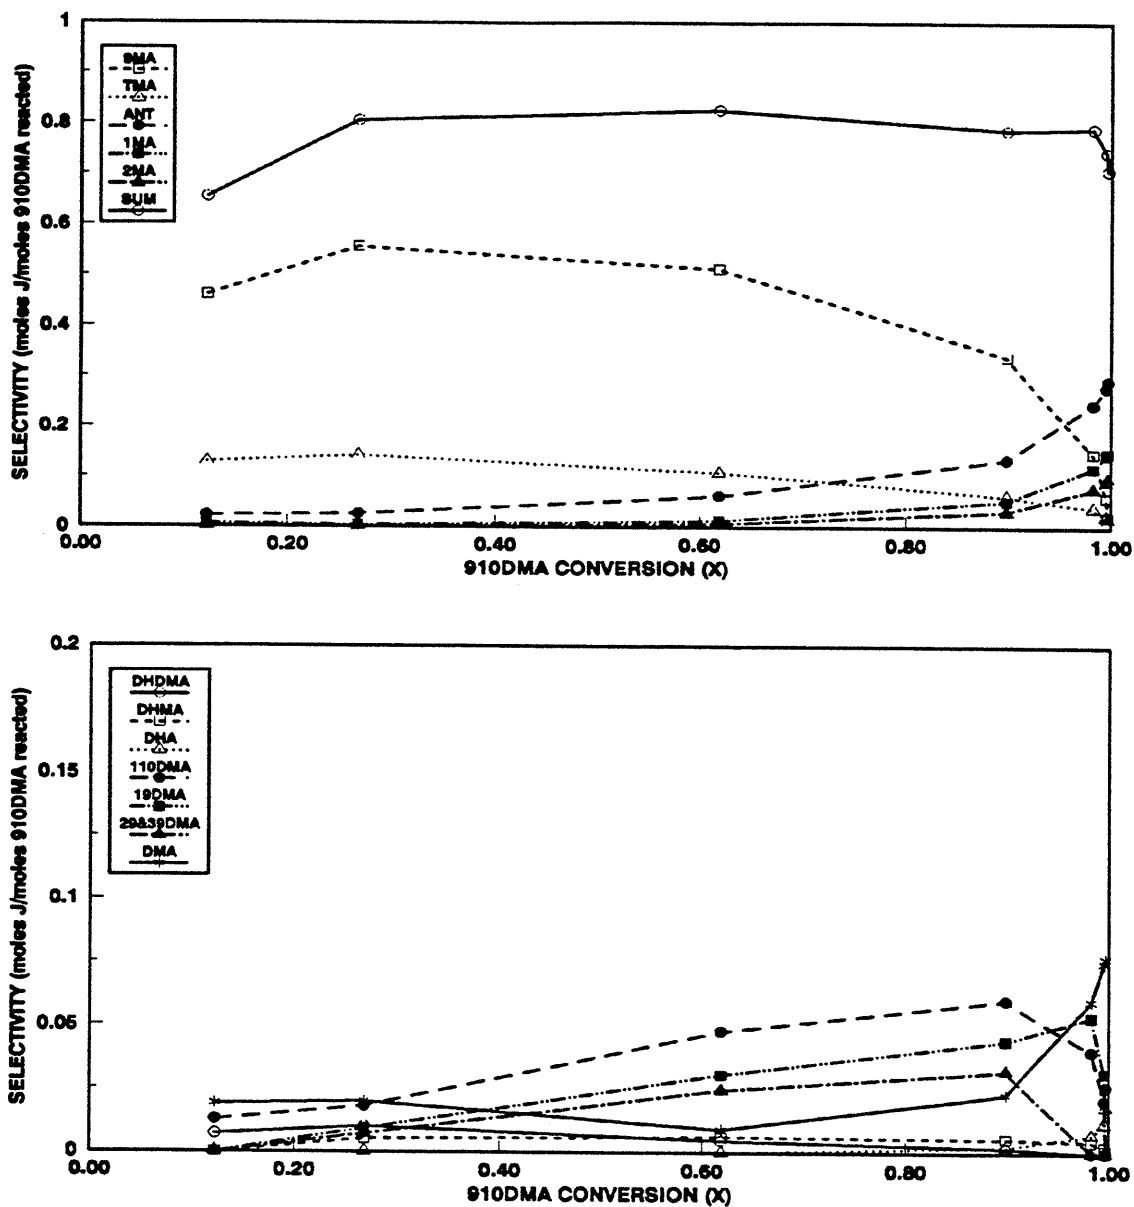 SELECTIVITY (moles J/moles 910DMA reacted)
1
0.8
0.6
0.4
0.2
0
9MA
TMA
ANT
1MA
2MA
SUM
0.00 0.20 0.40 0.60 0.80 1.00
910DMA CONVERSION (X)
SELECTIVITY (moles J/moles 910DMA reacted)
0.2
0.15
0.1
0.05
0
DHDMA
DHMA
DHA
110DMA
19DMA
29&39DMA
DMA
0.00 0.20 0.40 0.60 0.80 1.00
910DMA CONVERSION (X)